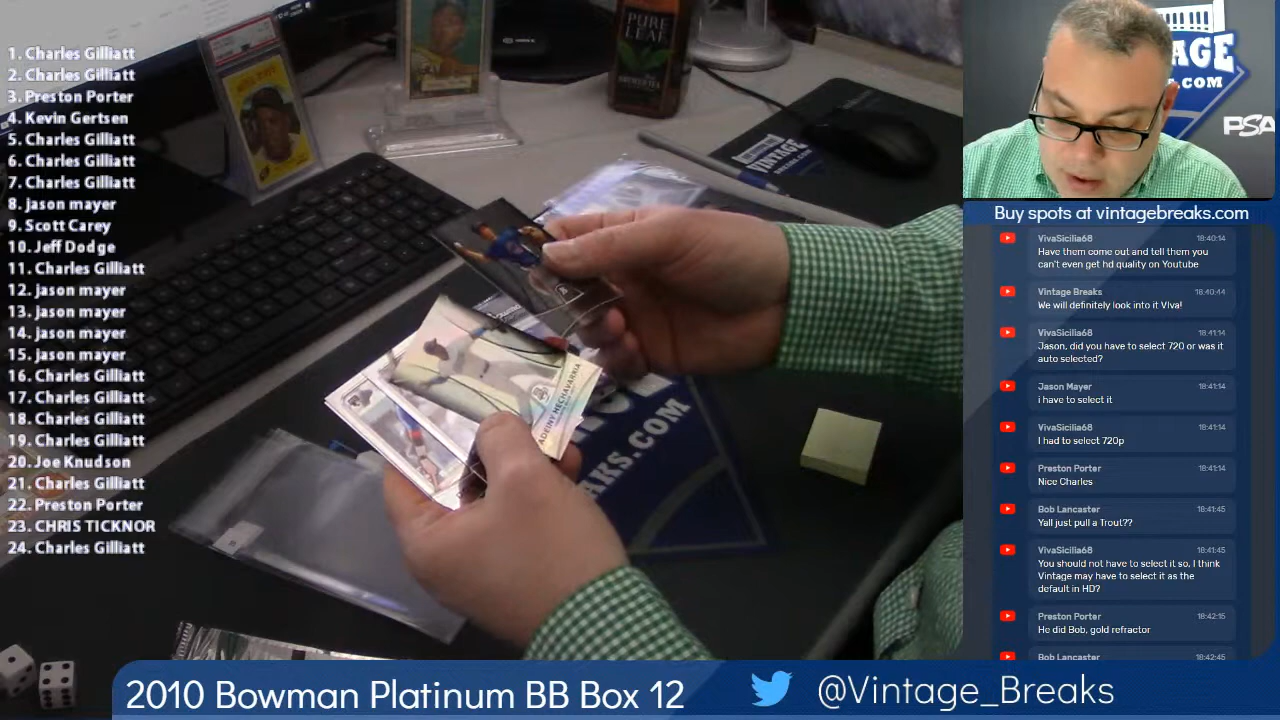 1. Charles Gilliatt
2. Charles Gilliatt
3. Preston Porter
4. Kevin Gertsen
5. Charles Gilliatt
6. Charles Gilliatt
7. Charles Gilliatt
8. jason mayer
9. Scott Carey
10. Jeff Dodge
11. Charles Gilliatt
12. jason mayer
13. jason mayer
14. jason mayer
15. jason mayer
16. Charles Gilliatt
17. Charles Gilliatt
18. Charles Gilliatt
19. Charles Gilliatt
20. Joe Knudson
21. Charles Gilliatt
22. Preston Porter
23. CHRIS TICKNOR
24. Charles Gilliatt
PURE
LEAF
VINTAGE
ADEINY HECHAVARRIA
AKS.COM
AGE
.COM
PSA
Buy spots at vintagebreaks.com
VivaSicilia68 18:40:14
Have them come out and tell them you
can't even get hd quality on Youtube
Vintage Breaks 18:40:44
We will definitely look into it VIva!
VivaSicilia68 18:41:14
Jason, did you have to select 720 or was it
auto selected?
Jason Mayer 18:41:14
i have to select it
VivaSicilia68 18:41:14
I had to select 720p
Preston Porter 18:41:14
Nice Charles
Bob Lancaster 18:41:45
Yall just pull a Trout??
VivaSicilia68 18:41:45
You should not have to select it so, I think
Vintage may have to select it as the
default in HD?
Preston Porter 18:42:15
He did Bob, gold refractor
Bob Lancaster 18:42:45
2010 Bowman Platinum BB Box 12
@Vintage_Breaks